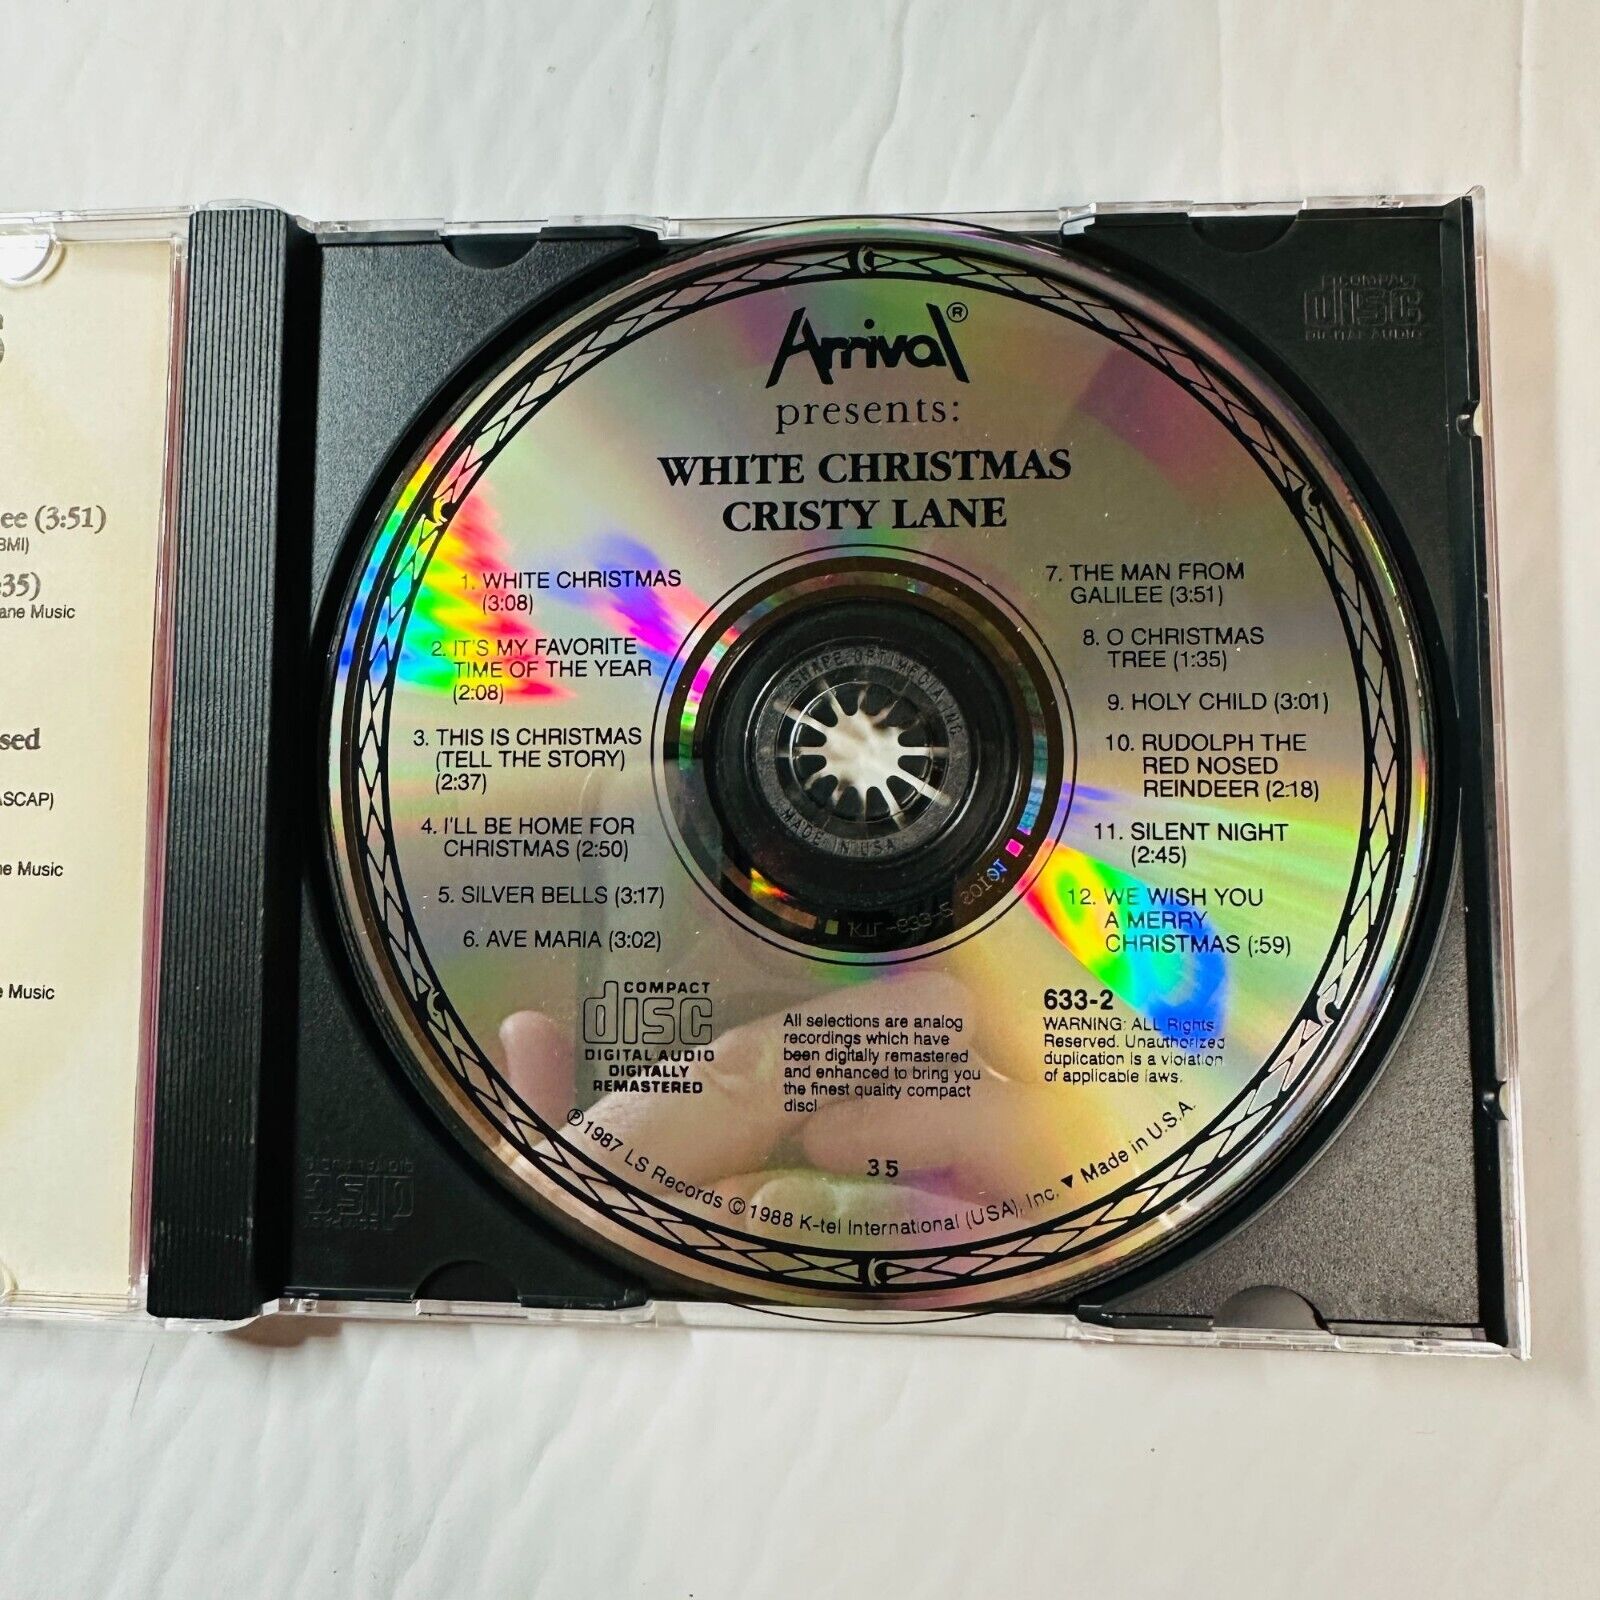 ee (3:51)
BMI)
:35)
ane Music
sed
ASCAP)
ne Music
e Music
Arrival®
presents:
WHITE CHRISTMAS
CRISTY LANE
1. WHITE CHRISTMAS
(3:08)
2. IT'S MY FAVORITE
TIME OF THE YEAR
(2:08)
3. THIS IS CHRISTMAS
(TELL THE STORY)
(2:37)
4. I'LL BE HOME FOR
CHRISTMAS (2:50)
5. SILVER BELLS (3:17)
6. AVE MARIA (3:02)
7. THE MAN FROM
GALILEE (3:51)
8. O CHRISTMAS
TREE (1:35)
9. HOLY CHILD (3:01)
10. RUDOLPH THE
RED NOSED
REINDEER (2:18)
11. SILENT NIGHT
(2:45)
12. WE WISH YOU
A MERRY
CHRISTMAS (:59)
SHAPE OPTIMEDIA, INC.
MADE IN USA
COMPACT
disc
DIGITAL AUDIO
DIGITALLY
REMASTERED
All selections are analog
recordings which have
been digitally remastered
and enhanced to bring you
the finest quality compact
disc!
633-2
WARNING: ALL Rights
Reserved. Unauthorized
duplication is a violation
of applicable laws.
35
℗ 1987 LS Records © 1988 K-tel International (USA), Inc. ▼ Made in U.S.A.
COMPACT
disc
DIGITAL AUDIO
COMPACT
disc
DIGITAL AUDIO